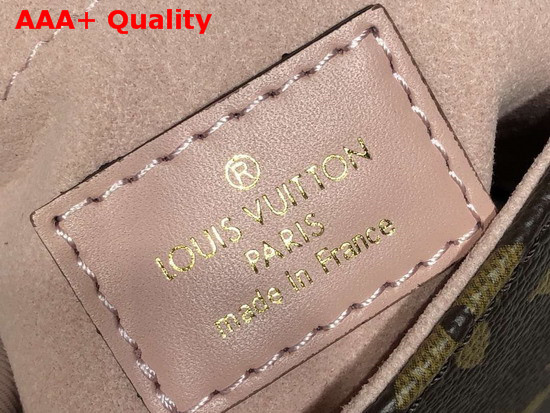 AAA+ Quality
®
LOUIS VUITTON
PARIS
made in France